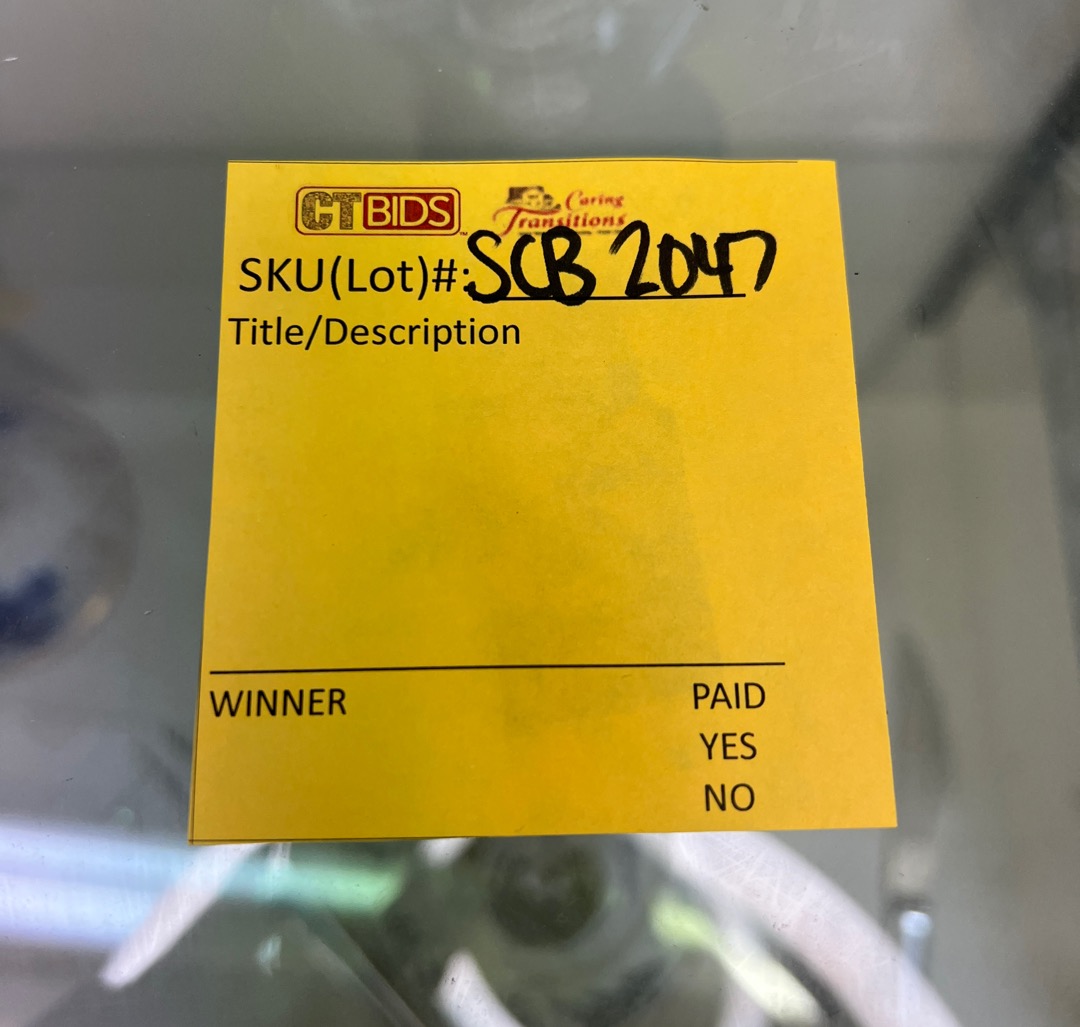 CTBIDS
Caring
Transitions
SKU(Lot)#: SCB 2047
Title/Description
WINNER
PAID
YES
NO